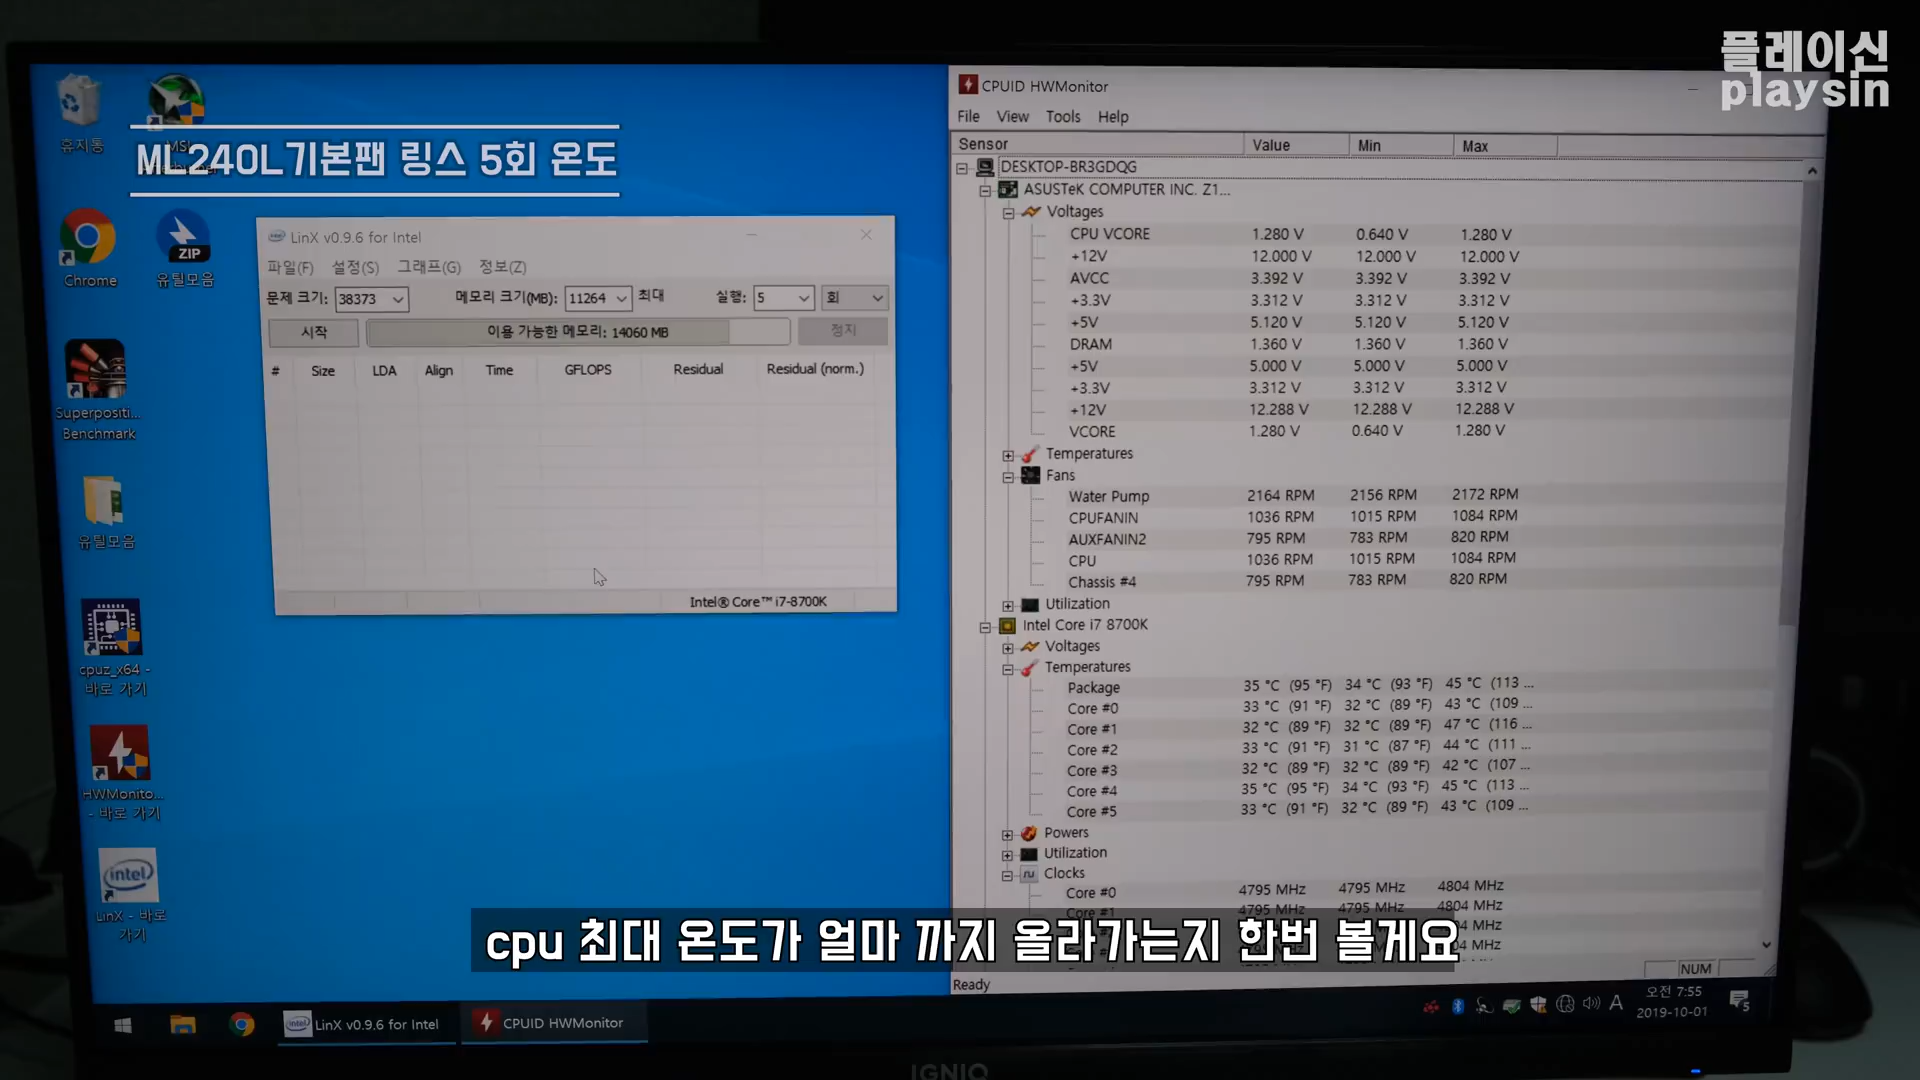 플레이신
playsin
ML240L기본팬 링스 5회 온도
휴지통
Chrome
유틸모음
Superpositi...
Benchmark
유틸모음
cpuz_x64 -
바로 가기
HWMonito...
- 바로 가기
LinX - 바로
가기
LinX v0.9.6 for Intel
파일(F) 설정(S) 그래프(G) 정보(Z)
문제 크기: 38373 메모리 크기(MB): 11264 최대 실행: 5 회
시작 이용 가능한 메모리: 14060 MB 정지
# Size LDA Align Time GFLOPS Residual Residual (norm.)
Intel® Core™ i7-8700K
CPUID HWMonitor
File View Tools Help
Sensor Value Min Max
DESKTOP-BR3GDQG
ASUSTeK COMPUTER INC. Z1...
Voltages
CPU VCORE 1.280 V 0.640 V 1.280 V
+12V 12.000 V 12.000 V 12.000 V
AVCC 3.392 V 3.392 V 3.392 V
+3.3V 3.312 V 3.312 V 3.312 V
+5V 5.120 V 5.120 V 5.120 V
DRAM 1.360 V 1.360 V 1.360 V
+5V 5.000 V 5.000 V 5.000 V
+3.3V 3.312 V 3.312 V 3.312 V
+12V 12.288 V 12.288 V 12.288 V
VCORE 1.280 V 0.640 V 1.280 V
Temperatures
Fans
Water Pump 2164 RPM 2156 RPM 2172 RPM
CPUFANIN 1036 RPM 1015 RPM 1084 RPM
AUXFANIN2 795 RPM 783 RPM 820 RPM
CPU 1036 RPM 1015 RPM 1084 RPM
Chassis #4 795 RPM 783 RPM 820 RPM
Utilization
Intel Core i7 8700K
Voltages
Temperatures
Package 35 °C (95 °F) 34 °C (93 °F) 45 °C (113 ...
Core #0 33 °C (91 °F) 32 °C (89 °F) 43 °C (109 ...
Core #1 32 °C (89 °F) 32 °C (89 °F) 47 °C (116 ...
Core #2 33 °C (91 °F) 31 °C (87 °F) 44 °C (111 ...
Core #3 32 °C (89 °F) 32 °C (89 °F) 42 °C (107 ...
Core #4 35 °C (95 °F) 34 °C (93 °F) 45 °C (113 ...
Core #5 33 °C (91 °F) 32 °C (89 °F) 43 °C (109 ...
Powers
Utilization
Clocks
Core #0 4795 MHz 4795 MHz 4804 MHz
Core #1 4795 MHz 4795 MHz 4804 MHz
cpu 최대 온도가 얼마 까지 올라가는지 한번 볼게요
Ready NUM
LinX v0.9.6 for Intel
CPUID HWMonitor
A
오전 7:55
2019-10-01
5